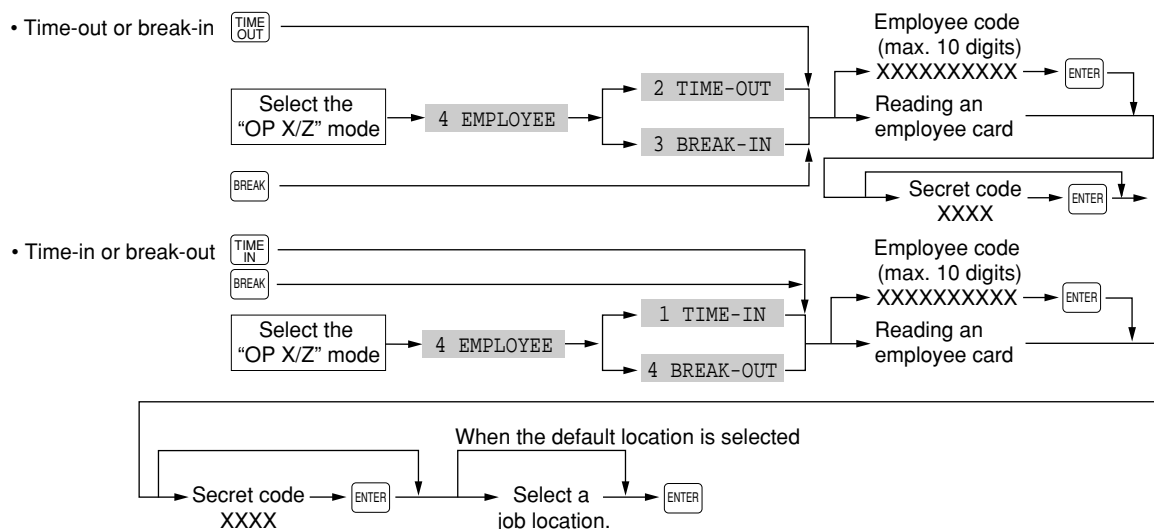 • Time-out or break-in
TIME
OUT
Employee code
(max. 10 digits)
XXXXXXXXXX
ENTER
Select the
“OP X/Z” mode
4 EMPLOYEE
2 TIME-OUT
3 BREAK-IN
Reading an
employee card
BREAK
Secret code
XXXX
ENTER
• Time-in or break-out
TIME
IN
BREAK
Employee code
(max. 10 digits)
XXXXXXXXXX
ENTER
Select the
“OP X/Z” mode
4 EMPLOYEE
1 TIME-IN
4 BREAK-OUT
Reading an
employee card
When the default location is selected
Secret code
XXXX
ENTER
Select a
job location.
ENTER